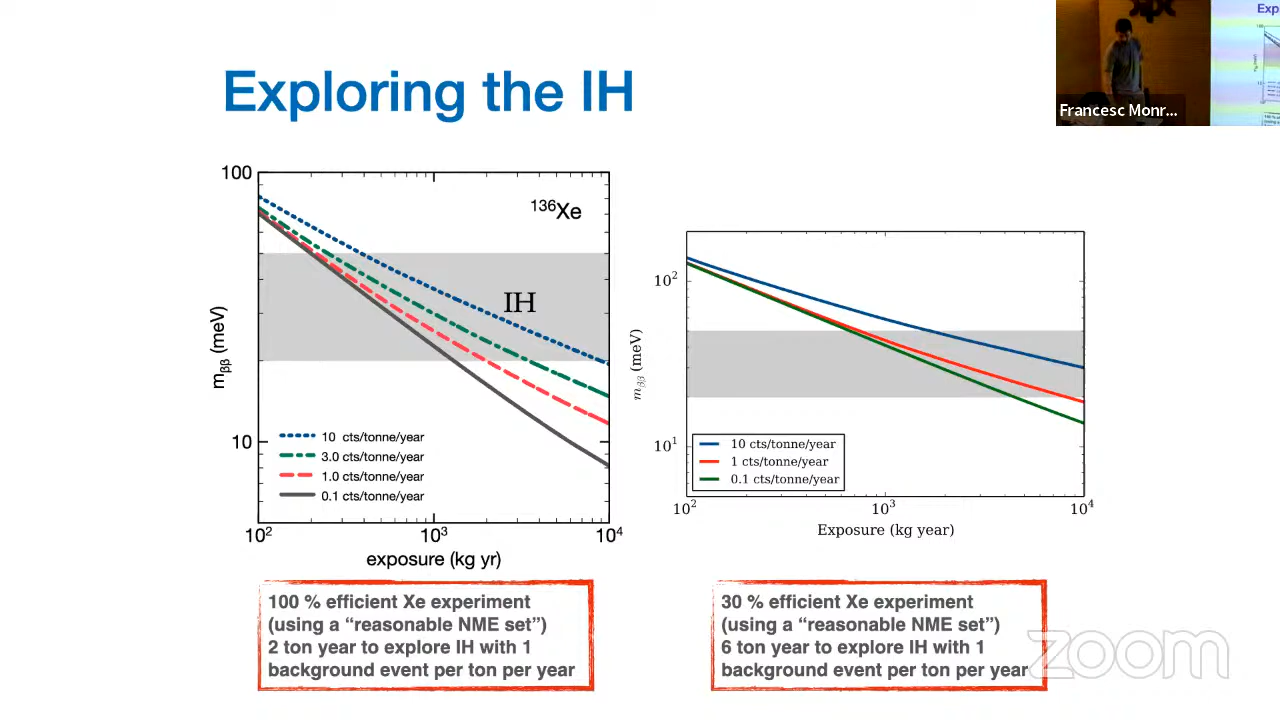 Exploring the IH
Francesc Monr...
Exp
100
10
10²
10³
10⁴
mββ (meV)
exposure (kg yr)
¹³⁶Xe
IH
10 cts/tonne/year
3.0 cts/tonne/year
1.0 cts/tonne/year
0.1 cts/tonne/year
10²
10¹
10²
10³
10⁴
mββ (meV)
Exposure (kg year)
10 cts/tonne/year
1 cts/tonne/year
0.1 cts/tonne/year
100 % efficient Xe experiment
(using a “reasonable NME set”)
2 ton year to explore IH with 1
background event per ton per year
30 % efficient Xe experiment
(using a “reasonable NME set”)
6 ton year to explore IH with 1
background event per ton per year
zoom